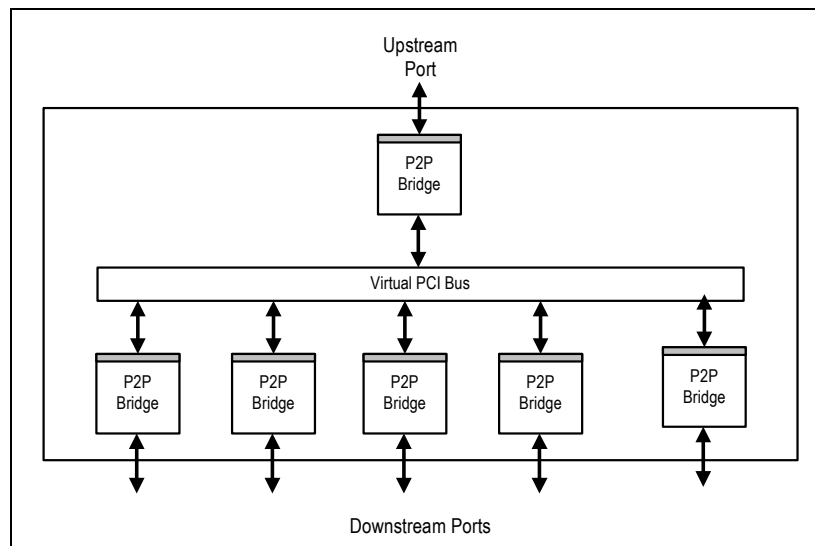 Upstream
Port
P2P
Bridge
Virtual PCI Bus
P2P
Bridge
P2P
Bridge
P2P
Bridge
P2P
Bridge
P2P
Bridge
Downstream Ports